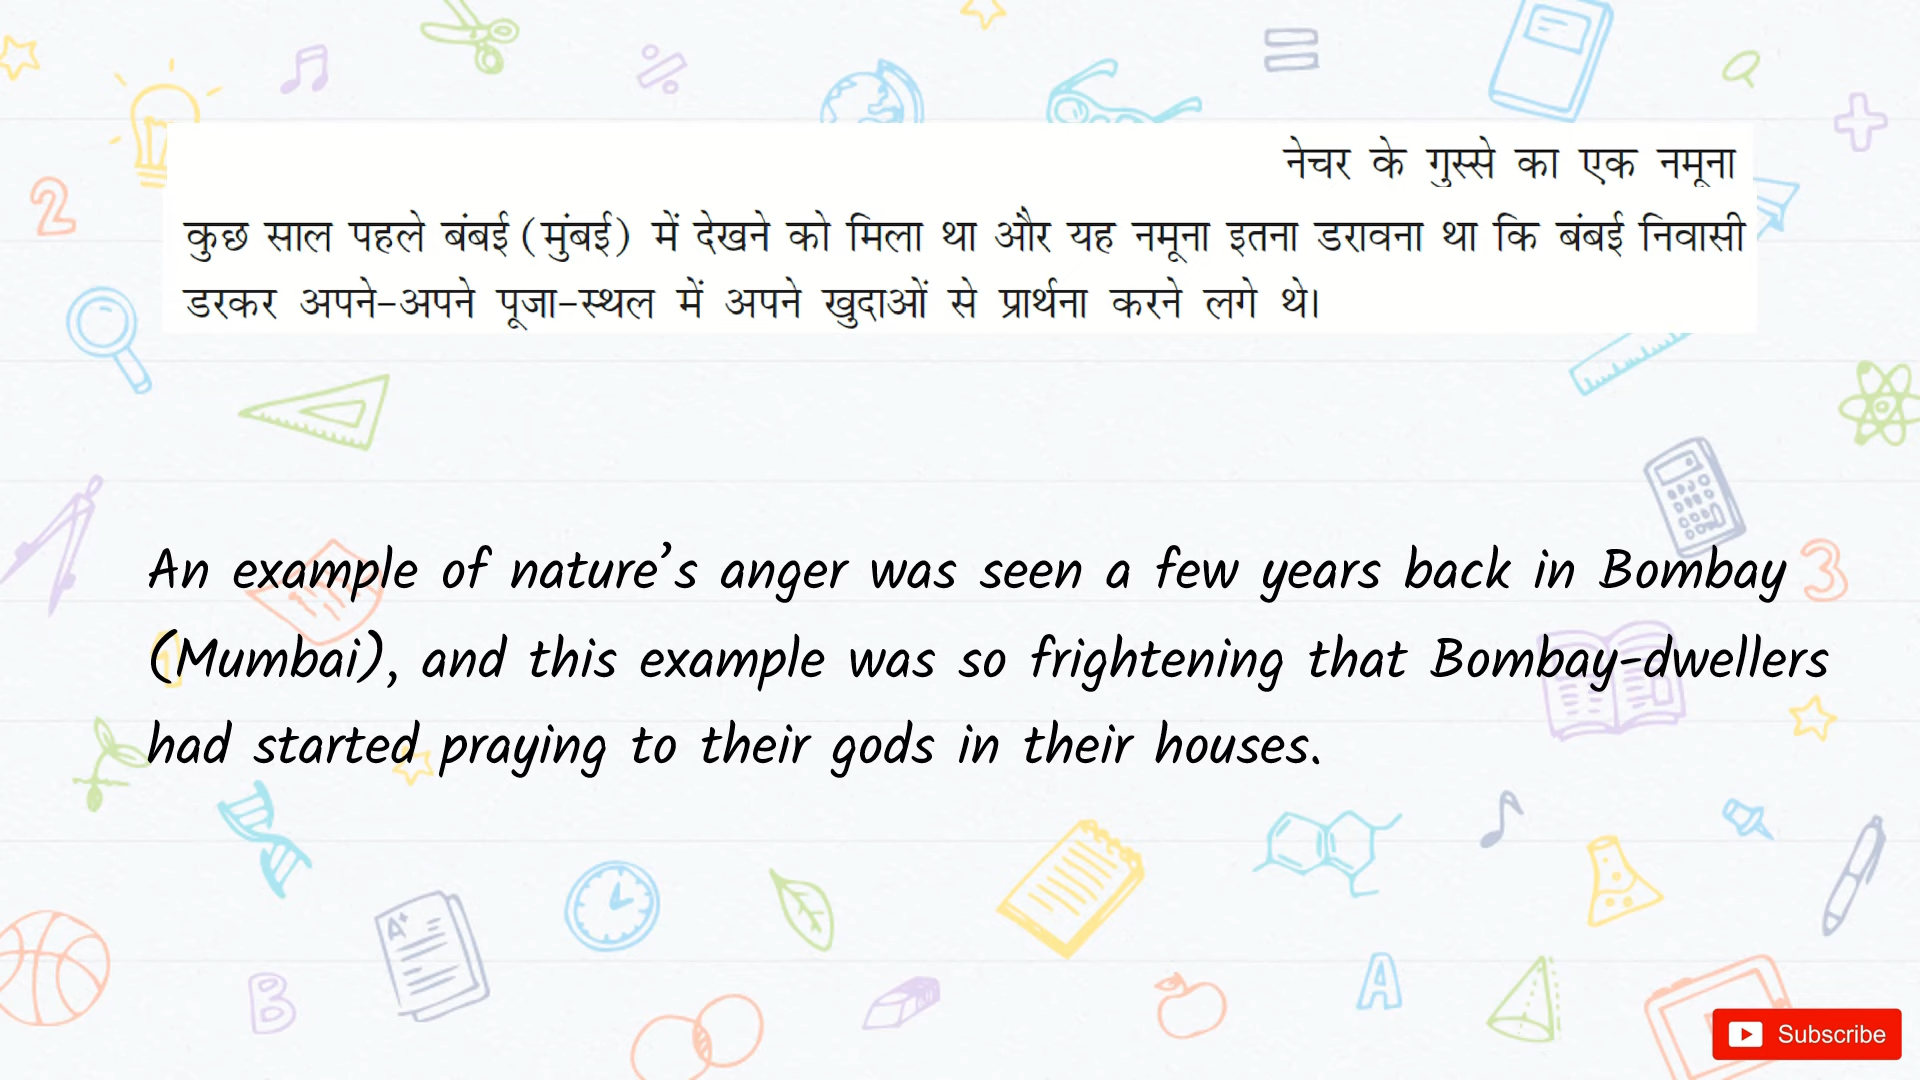 नेचर के गुस्से का एक नमूना
कुछ साल पहले बंबई (मुंबई) में देखने को मिला था और यह नमूना इतना डरावना था कि बंबई निवासी
डरकर अपने-अपने पूजा-स्थल में अपने खुदाओं से प्रार्थना करने लगे थे।
An example of nature’s anger was seen a few years back in Bombay
(Mumbai), and this example was so frightening that Bombay-dwellers
had started praying to their gods in their houses.
2
3
A+
B
A
Subscribe